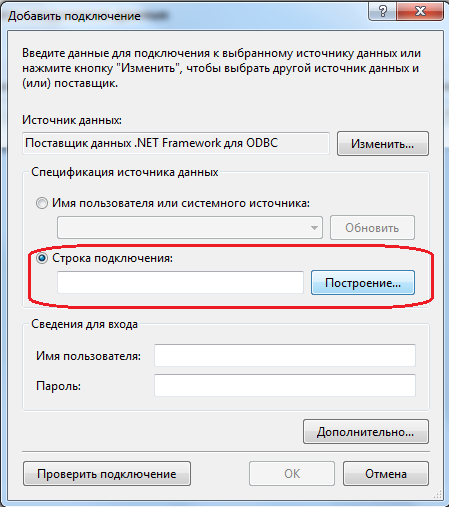 Добавить подключение
Введите данные для подключения к выбранному источнику данных или
нажмите кнопку "Изменить", чтобы выбрать другой источник данных и
(или) поставщик.
Источник данных:
Поставщик данных .NET Framework для ODBC
Изменить...
Спецификация источника данных
Имя пользователя или системного источника:
Обновить
Строка подключения:
Построение...
Сведения для входа
Имя пользователя:
Пароль:
Дополнительно...
Проверить подключение
ОК
Отмена